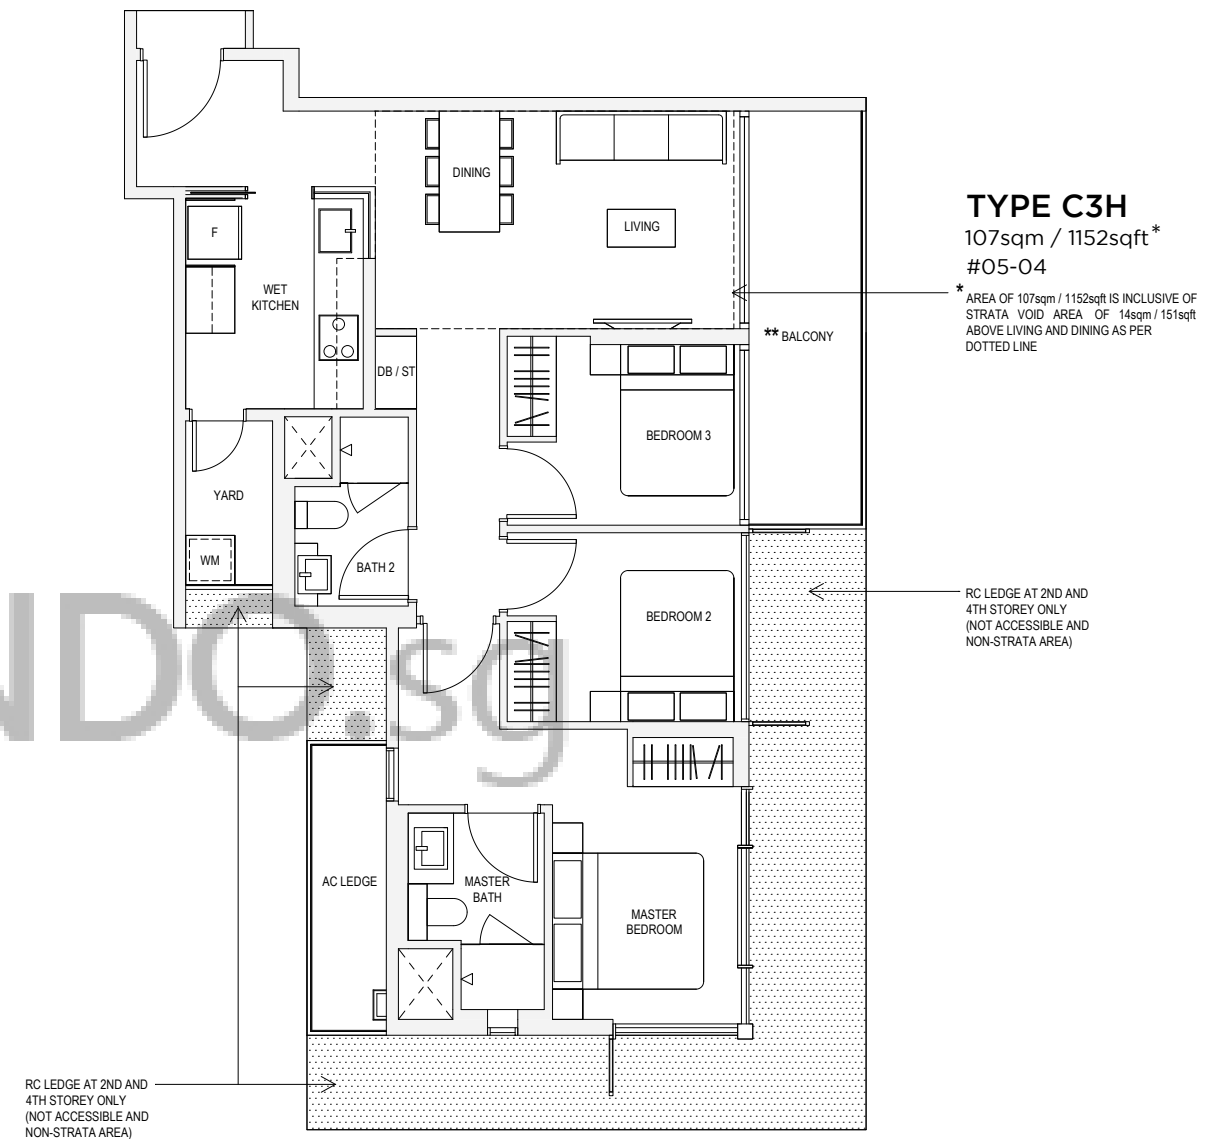 DINING
LIVING
F
WET
KITCHEN
DB / ST
** BALCONY
BEDROOM 3
YARD
WM
BATH 2
BEDROOM 2
AC LEDGE
MASTER
BATH
MASTER
BEDROOM
TYPE C3H
107sqm / 1152sqft*
#05-04
* AREA OF 107sqm / 1152sqft IS INCLUSIVE OF
STRATA VOID AREA OF 14sqm / 151sqft
ABOVE LIVING AND DINING AS PER
DOTTED LINE
RC LEDGE AT 2ND AND
4TH STOREY ONLY
(NOT ACCESSIBLE AND
NON-STRATA AREA)
RC LEDGE AT 2ND AND
4TH STOREY ONLY
(NOT ACCESSIBLE AND
NON-STRATA AREA)
NDO.sg